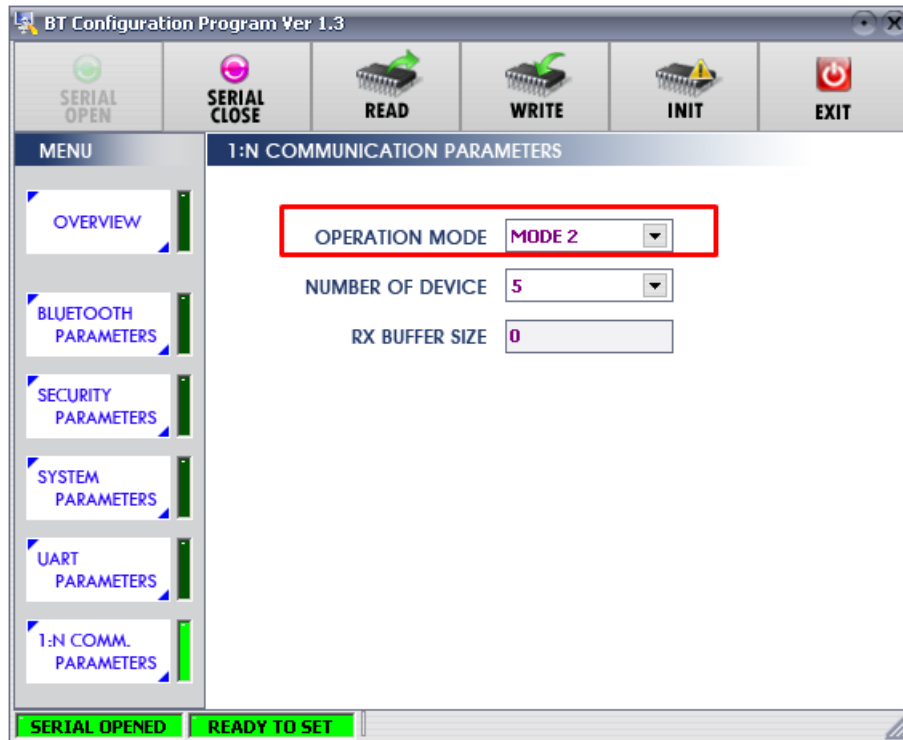 BT Configuration Program Ver 1.3
SERIAL OPEN
SERIAL CLOSE
READ
WRITE
INIT
EXIT
MENU
1:N COMMUNICATION PARAMETERS
OVERVIEW
OPERATION MODE MODE 2
NUMBER OF DEVICE 5
RX BUFFER SIZE 0
BLUETOOTH
PARAMETERS
SECURITY
PARAMETERS
SYSTEM
PARAMETERS
UART
PARAMETERS
1:N COMM.
PARAMETERS
SERIAL OPENED
READY TO SET